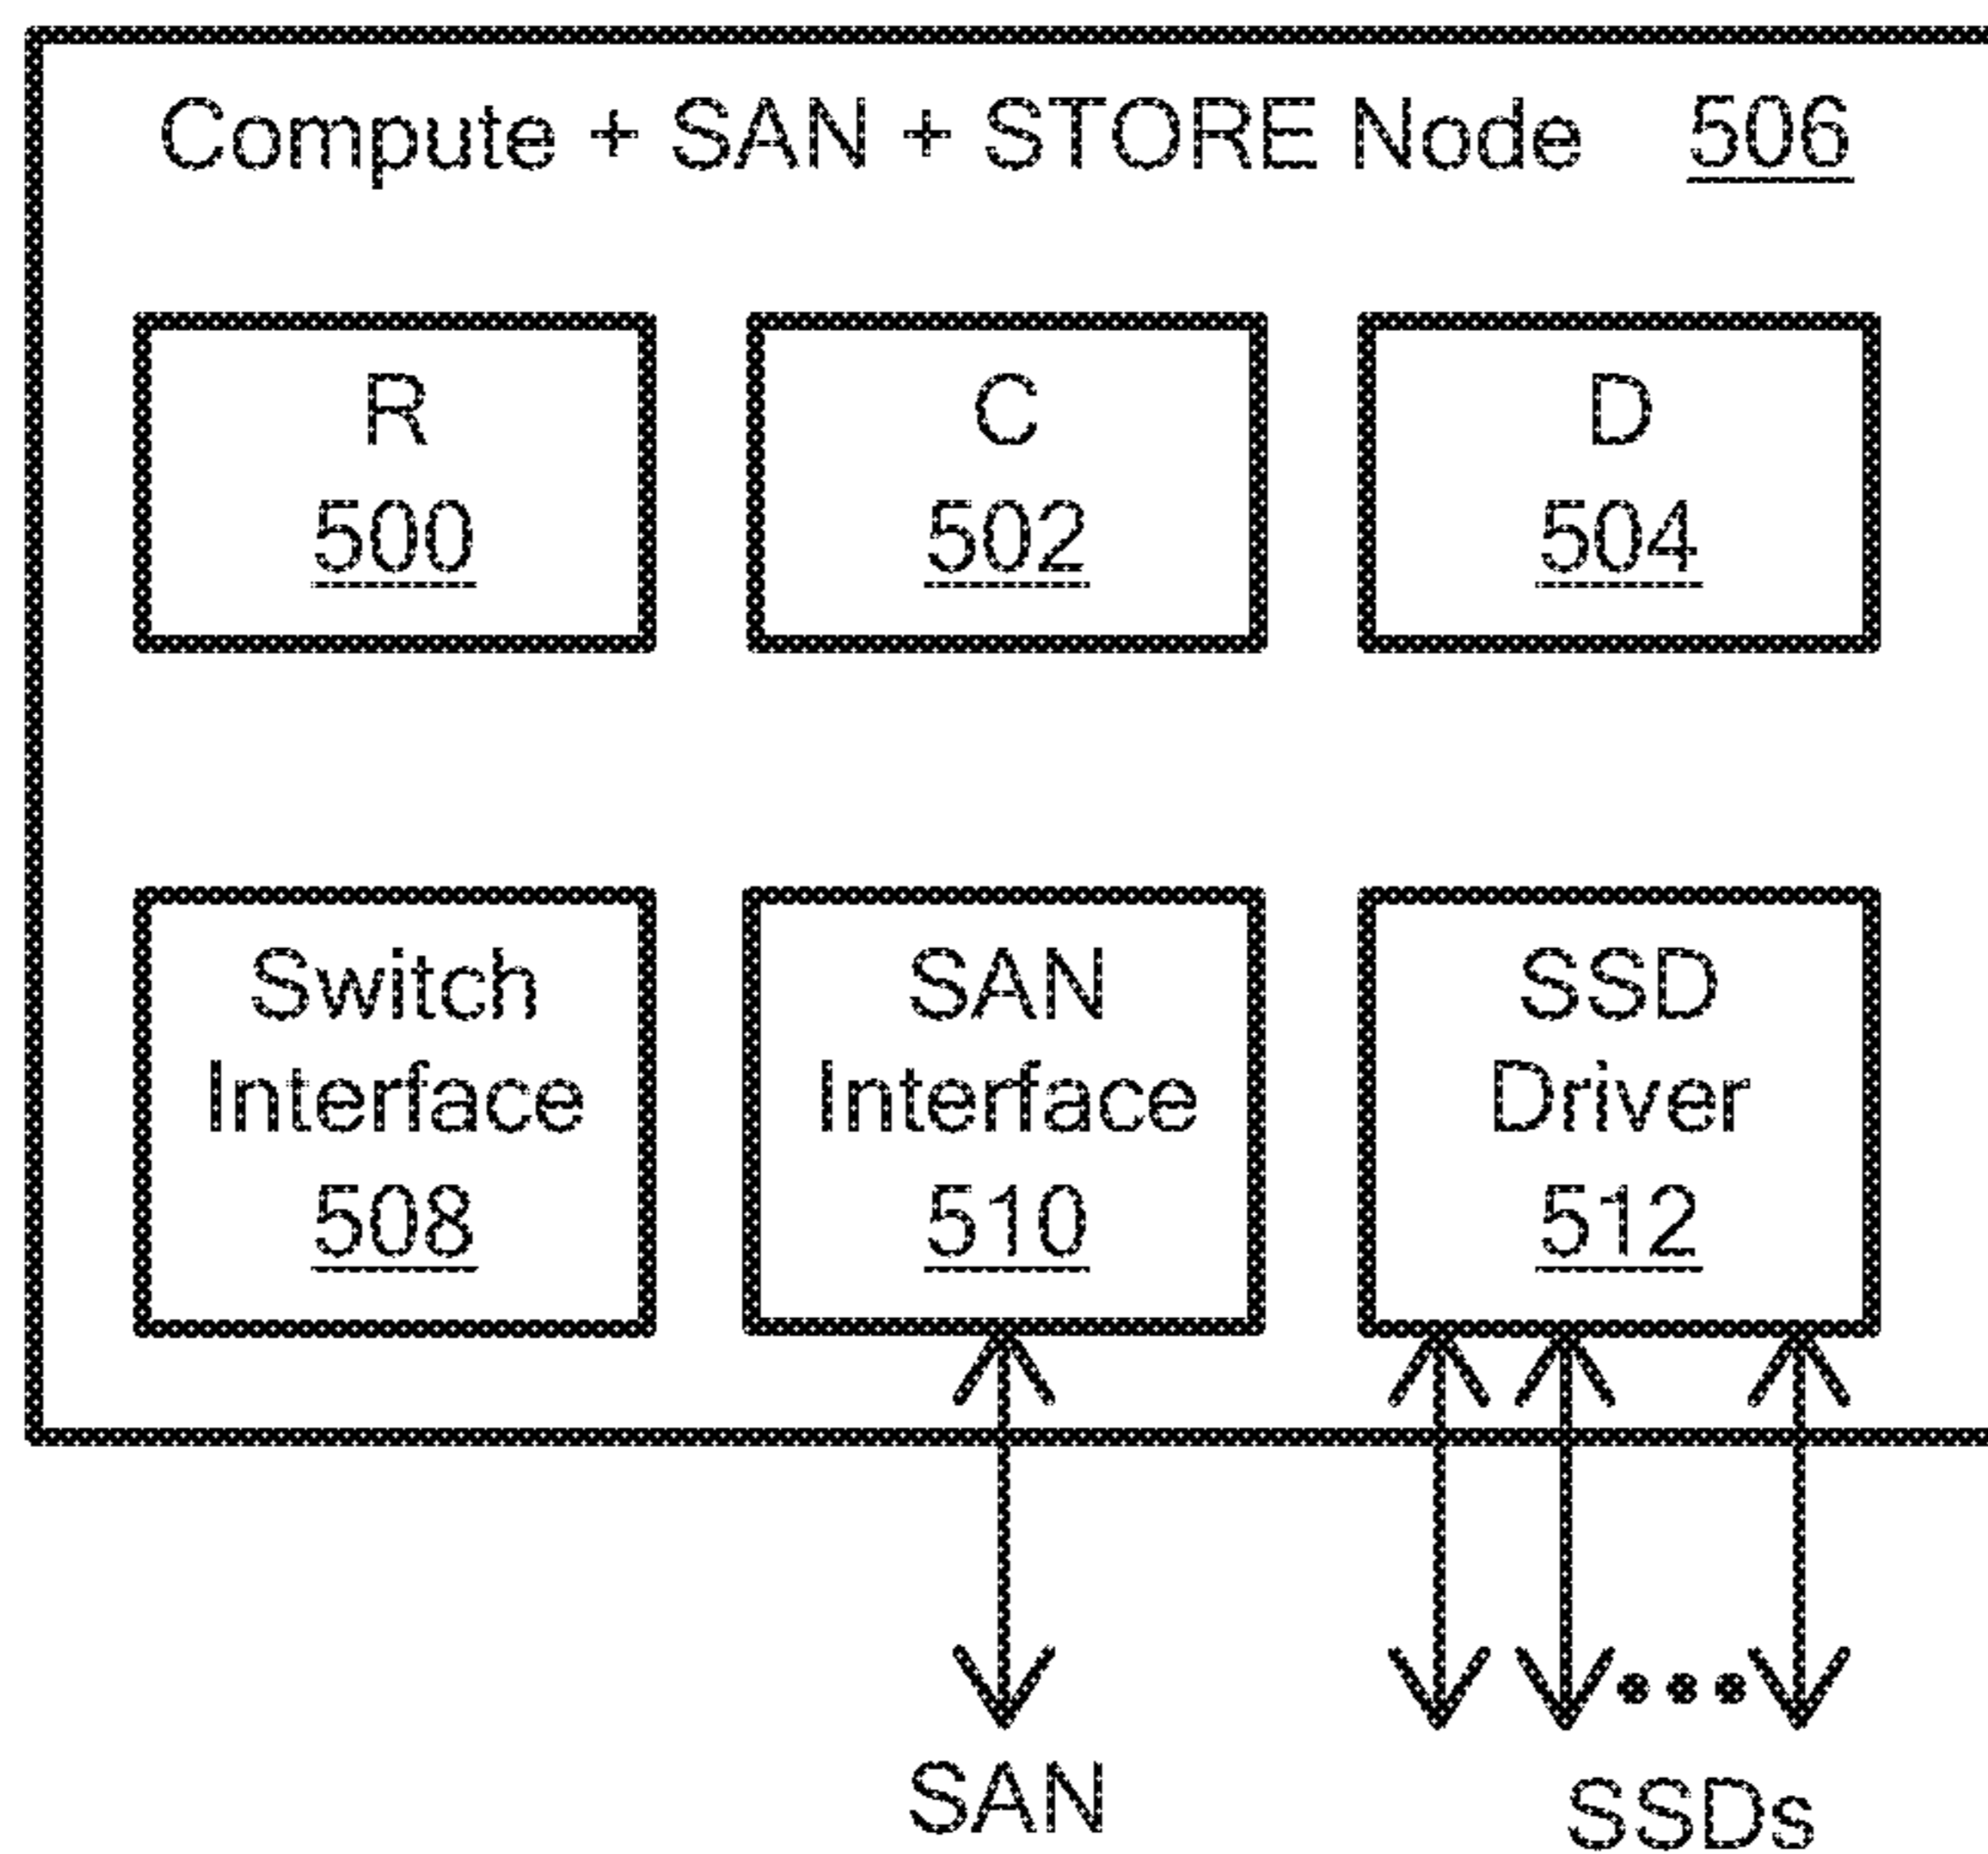 Compute + SAN + STORE Node 506
R
500
C
502
D
504
Switch
Interface
508
SAN
Interface
510
SSD
Driver
512
SAN
SSDs